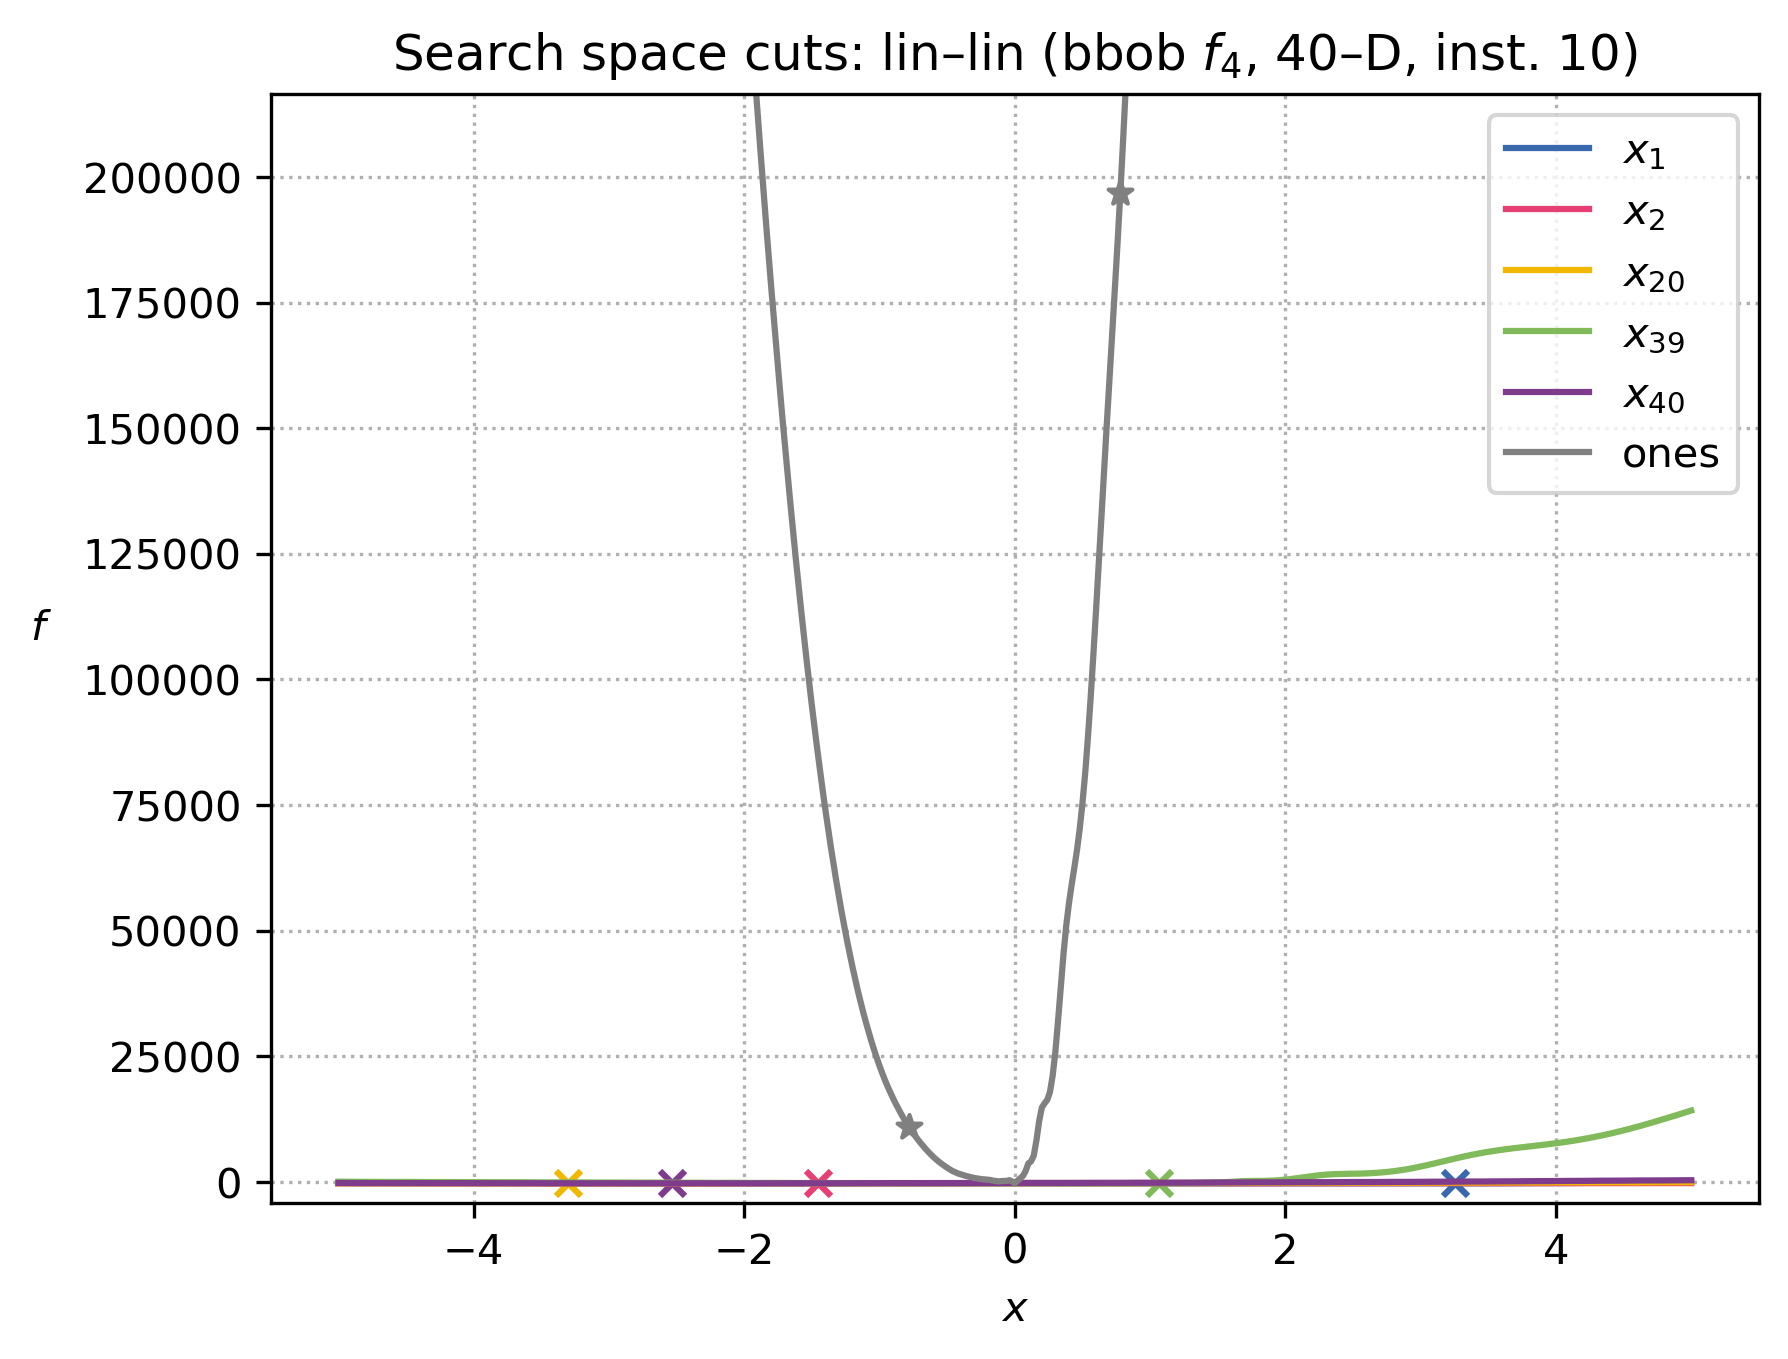 Search space cuts: lin–lin (bbob f₄, 40–D, inst. 10)
x₁
x₂
x₂₀
x₃₉
x₄₀
ones
200000
175000
150000
125000
100000
75000
50000
25000
0
f
−4 −2 0 2 4
x